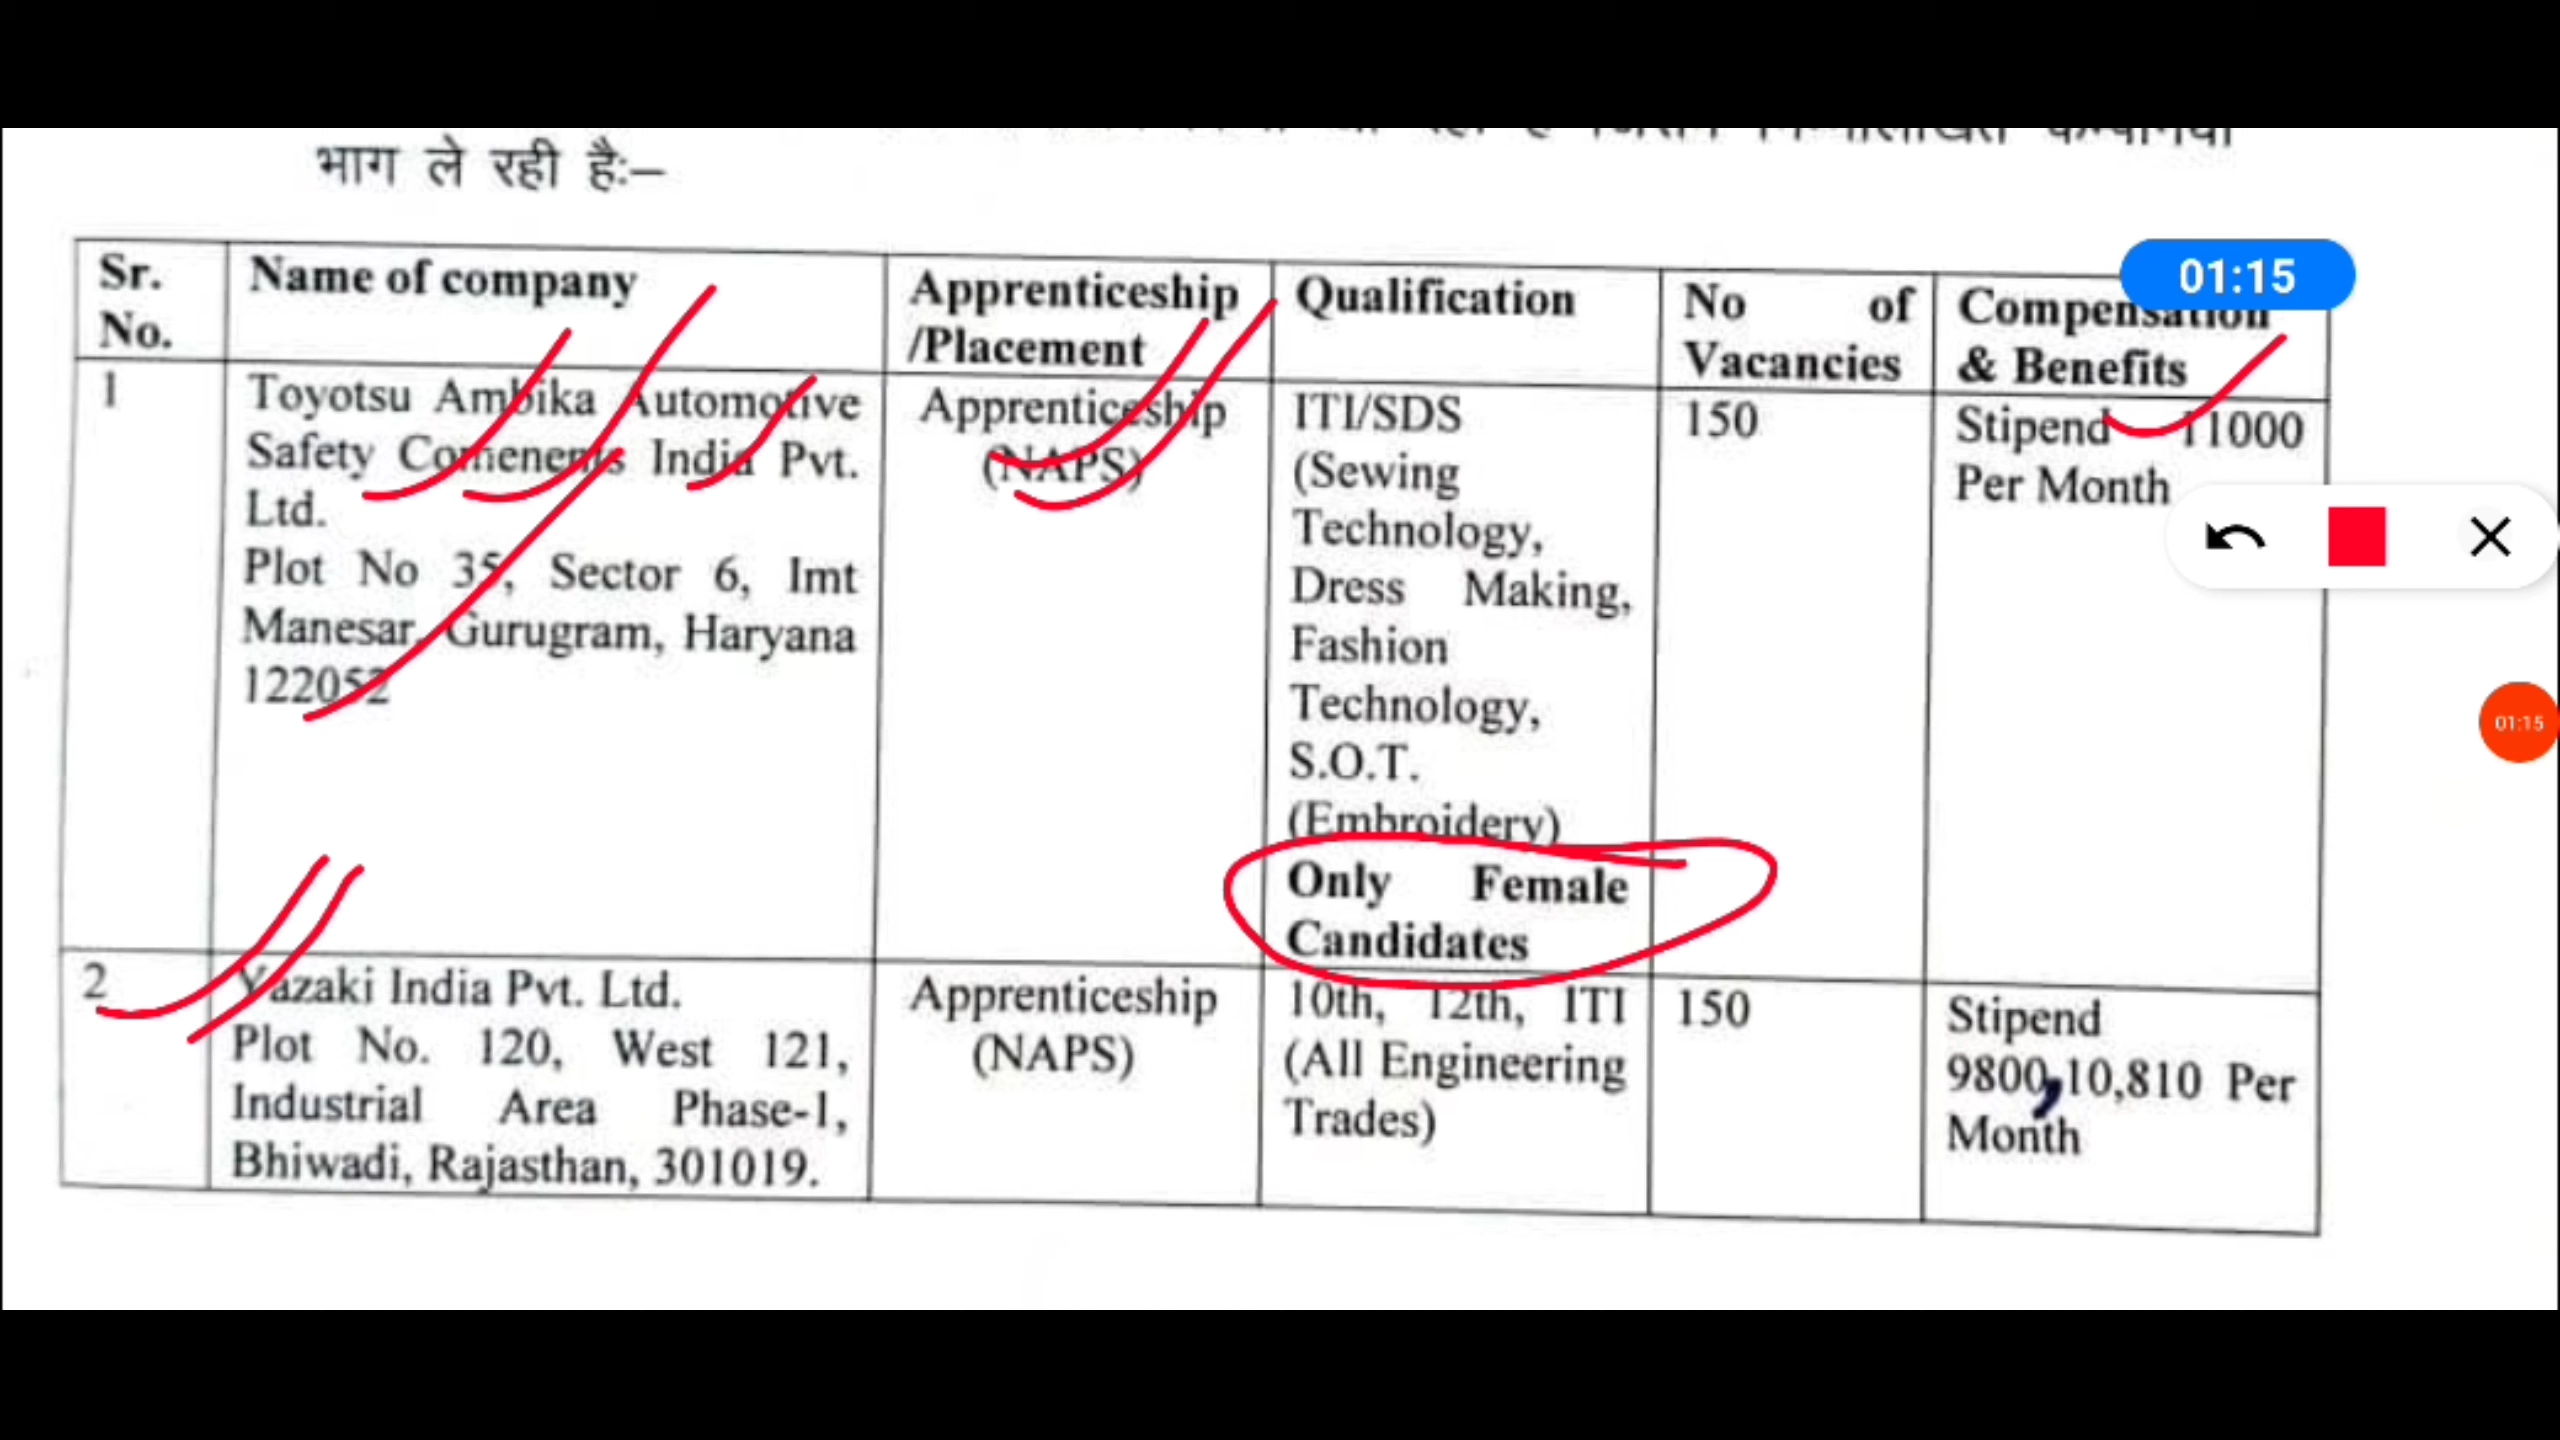 भाग ले रही है:–
Sr. No.
Name of company
Apprenticeship /Placement
Qualification
No of Vacancies
Compensation & Benefits
01:15
1
Toyotsu Ambika Automotive
Safety Comenents India Pvt.
Ltd.
Plot No 35, Sector 6, Imt
Manesar, Gurugram, Haryana
122052
Apprenticeship
(NAPS)
ITI/SDS
(Sewing
Technology,
Dress Making,
Fashion
Technology,
S.O.T.
(Embroidery)
Only Female
Candidates
150
Stipend 11000
Per Month
01:15
2
Yazaki India Pvt. Ltd.
Plot No. 120, West 121,
Industrial Area Phase-1,
Bhiwadi, Rajasthan, 301019.
Apprenticeship
(NAPS)
10th, 12th, ITI
(All Engineering
Trades)
150
Stipend
9800,10,810 Per
Month